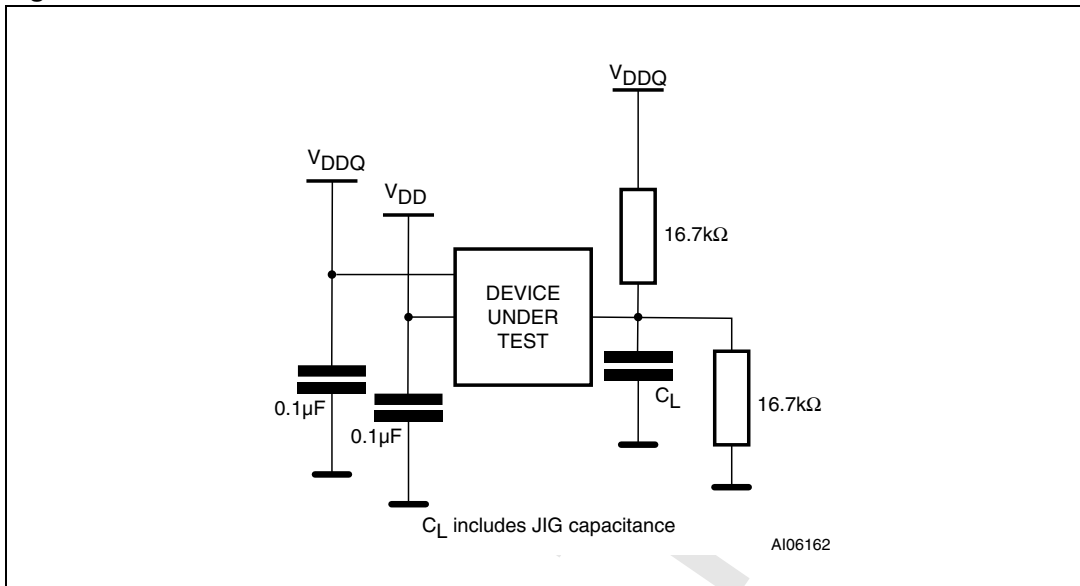 VDDQ
VDDQ
VDD
16.7kΩ
DEVICE
UNDER
TEST
CL
0.1µF
16.7kΩ
0.1µF
CL includes JIG capacitance
AI06162